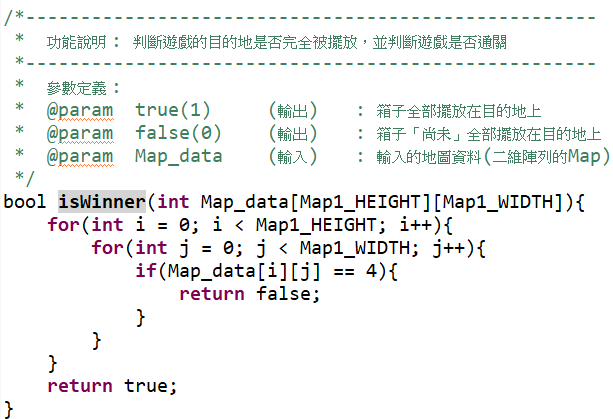 /*----------------------------------------------------
 *  功能說明： 判斷遊戲的目的地是否完全被擺放，並判斷遊戲是否通關
 *----------------------------------------------------
 *  參數定義：
 *  @param  true(1)     (輸出)   ： 箱子全部擺放在目的地上
 *  @param  false(0)    (輸出)   ： 箱子「尚未」全部擺放在目的地上
 *  @param  Map_data    (輸入)   ： 輸入的地圖資料(二維陣列的Map)
 */
bool isWinner(int Map_data[Map1_HEIGHT][Map1_WIDTH]){
    for(int i = 0; i < Map1_HEIGHT; i++){
        for(int j = 0; j < Map1_WIDTH; j++){
            if(Map_data[i][j] == 4){
                return false;
            }
        }
    }
    return true;
}